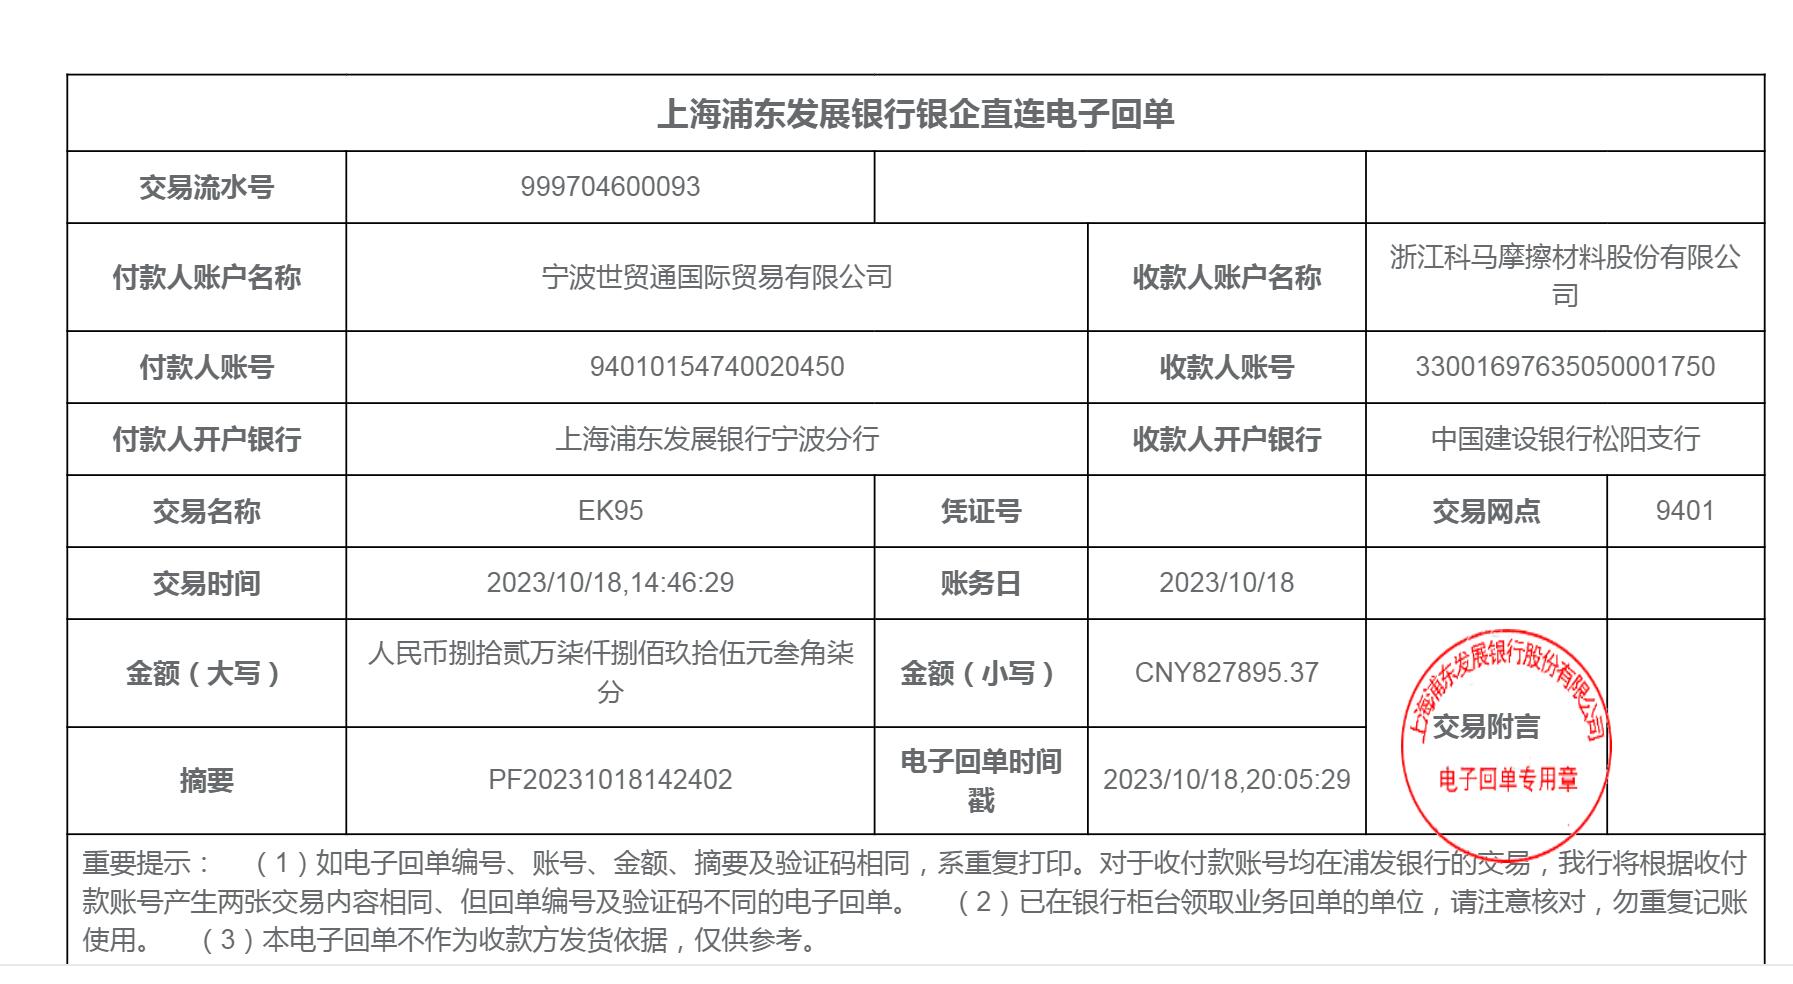 上海浦东发展银行银企直连电子回单
交易流水号 999704600093
付款人账户名称 宁波世贸通国际贸易有限公司 收款人账户名称 浙江科马摩擦材料股份有限公
司
付款人账号 94010154740020450 收款人账号 33001697635050001750
付款人开户银行 上海浦东发展银行宁波分行 收款人开户银行 中国建设银行松阳支行
交易名称 EK95 凭证号 交易网点 9401
交易时间 2023/10/18,14:46:29 账务日 2023/10/18
金额（大写） 人民币捌拾贰万柒仟捌佰玖拾伍元叁角柒
分 金额（小写） CNY827895.37
上海浦东发展银行股份有限公司
交易附言
电子回单专用章
摘要 PF20231018142402 电子回单时间
戳 2023/10/18,20:05:29
重要提示： （1）如电子回单编号、账号、金额、摘要及验证码相同，系重复打印。对于收付款账号均在浦发银行的交易，我行将根据收付
款账号产生两张交易内容相同、但回单编号及验证码不同的电子回单。 （2）已在银行柜台领取业务回单的单位，请注意核对，勿重复记账
使用。 （3）本电子回单不作为收款方发货依据，仅供参考。